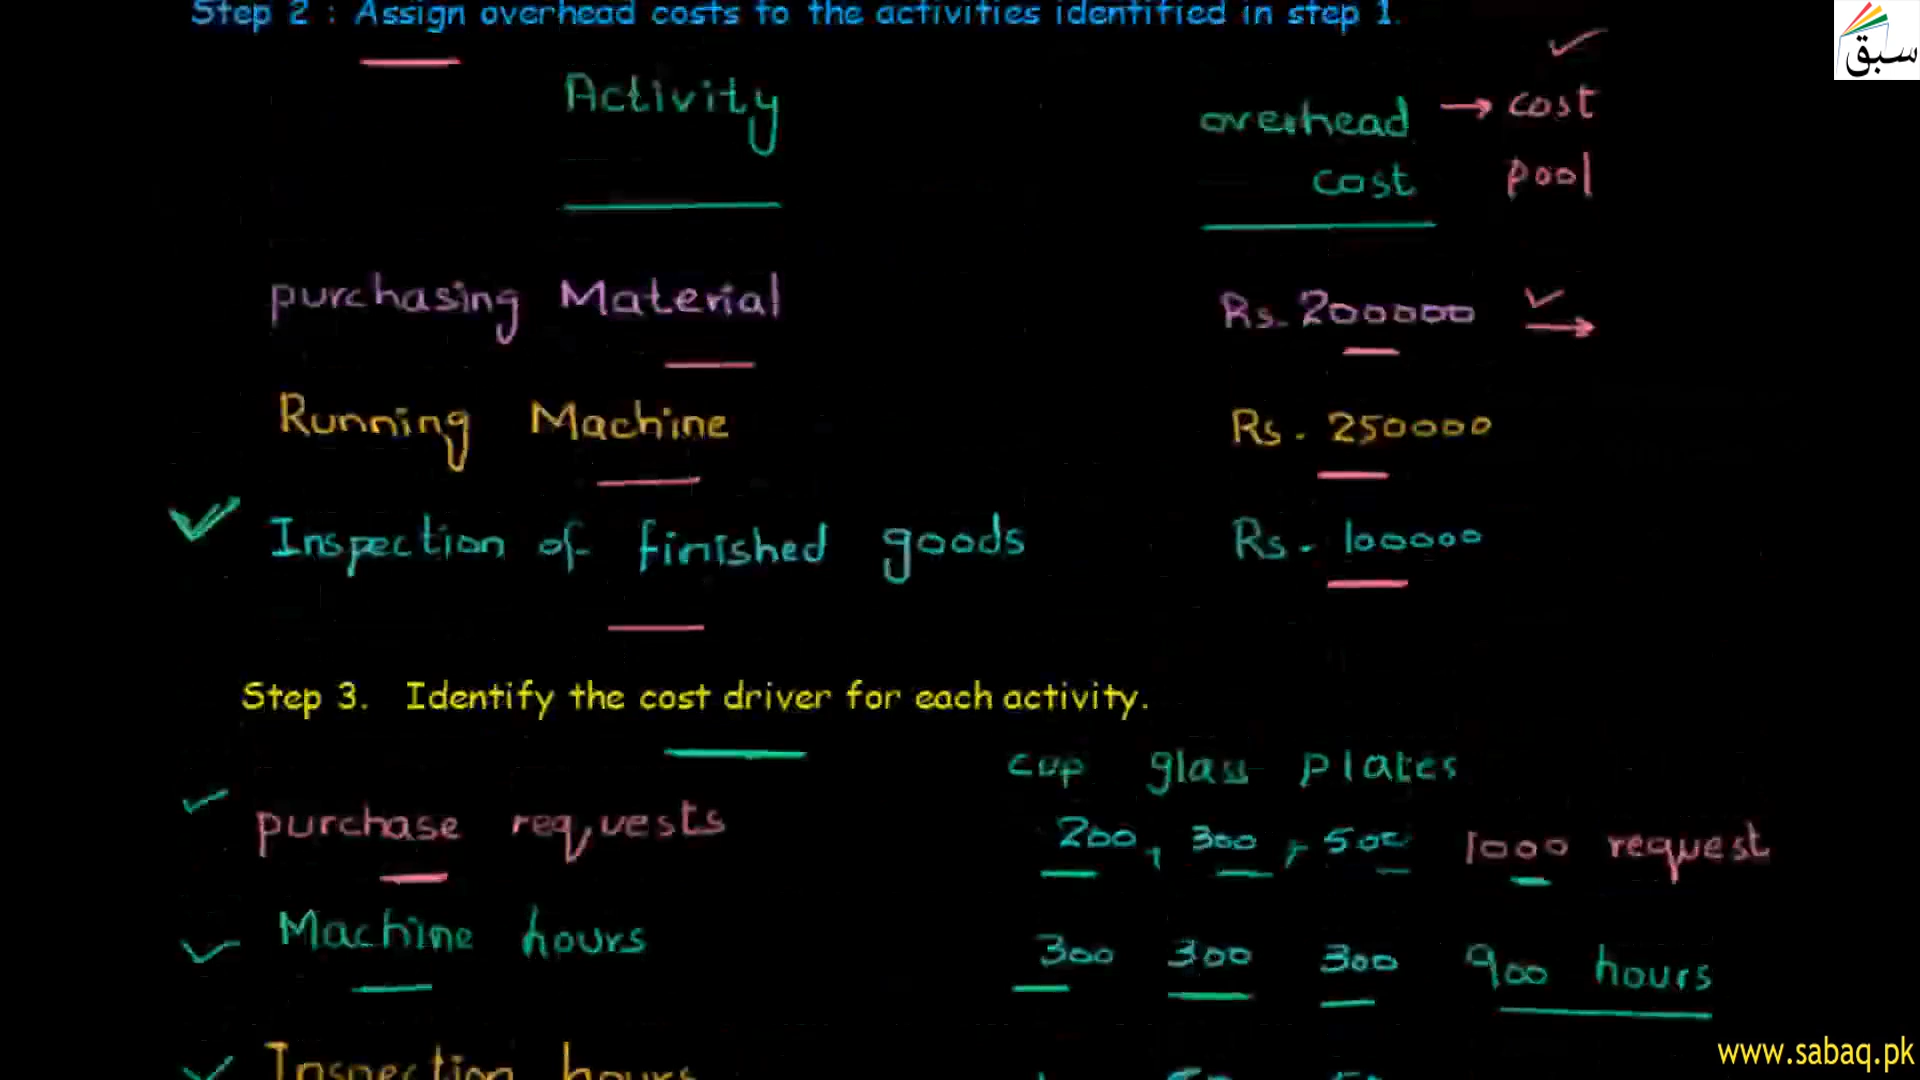 Step 2 : Assign overhead costs to the activities identified in step 1.
سبق
Activity overhead cost → cost pool
purchasing Material Rs. 200000 →
Running Machine Rs. 250000
Inspection of finished goods Rs. 100000
Step 3. Identify the cost driver for each activity.
cup glass plates
purchase requests 200, 300, 500 1000 request
Machine hours 300 300 300 900 hours
Inspection hours
www.sabaq.pk